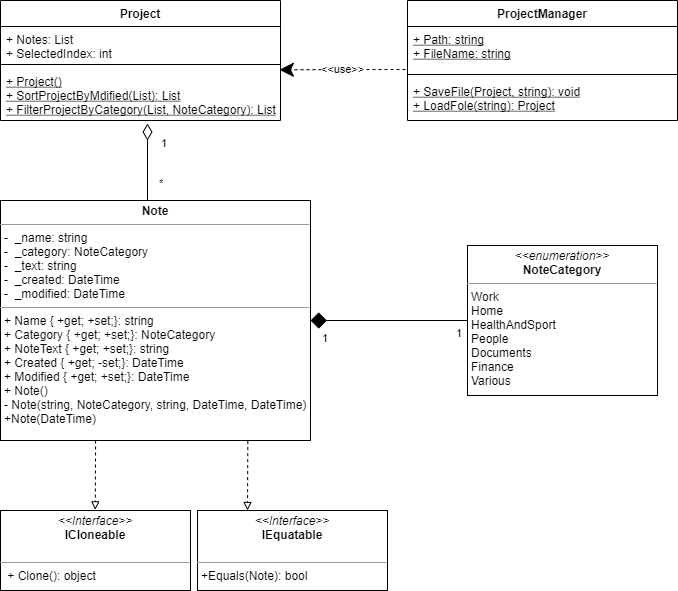 Project
+ Notes: List
+ SelectedIndex: int
+ Project()
+ SortProjectByMdified(List): List
+ FilterProjectByCategory(List, NoteCategory): List
<<use>>
ProjectManager
+ Path: string
+ FileName: string
+ SaveFile(Project, string): void
+ LoadFole(string): Project
1
*
Note
- _name: string
- _category: NoteCategory
- _text: string
- _created: DateTime
- _modified: DateTime
+ Name { +get; +set;}: string
+ Category { +get; +set;}: NoteCategory
+ NoteText { +get; +set;}: string
+ Created { +get; -set;}: DateTime
+ Modified { +get; +set;}: DateTime
+ Note()
- Note(string, NoteCategory, string, DateTime, DateTime)
+Note(DateTime)
1
1
<<enumeration>>
NoteCategory
Work
Home
HealthAndSport
People
Documents
Finance
Various
<<Interface>>
ICloneable
+ Clone(): object
<<Interface>>
IEquatable
+Equals(Note): bool